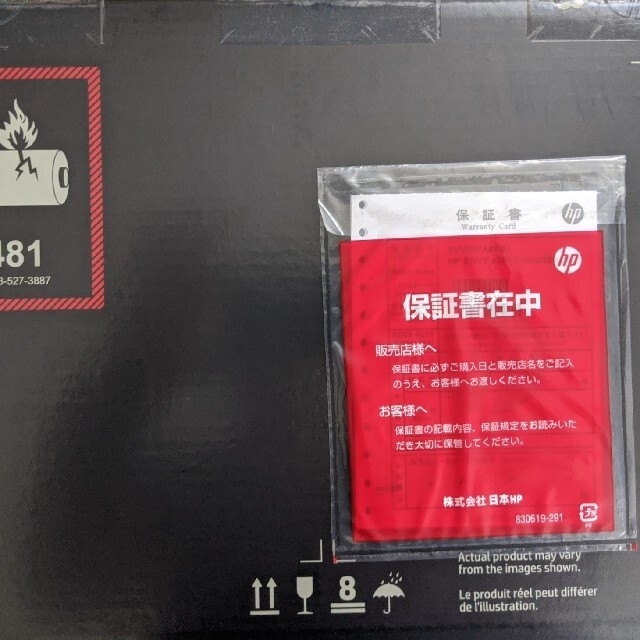 481
3-527-3887
保証書
Warranty Card
hp
hp
保証書在中
販売店様へ
保証書に必ずご購入日と販売店名をご記入
のうえ、お客様へお渡しください。
お客様へ
保証書の記載内容、保証規定をお読みいた
だき大切に保管してください。
株式会社 日本HP
830619-291
PE
8
Actual product may vary
from the images shown.
Le produit réel peut différer
de l'illustration.